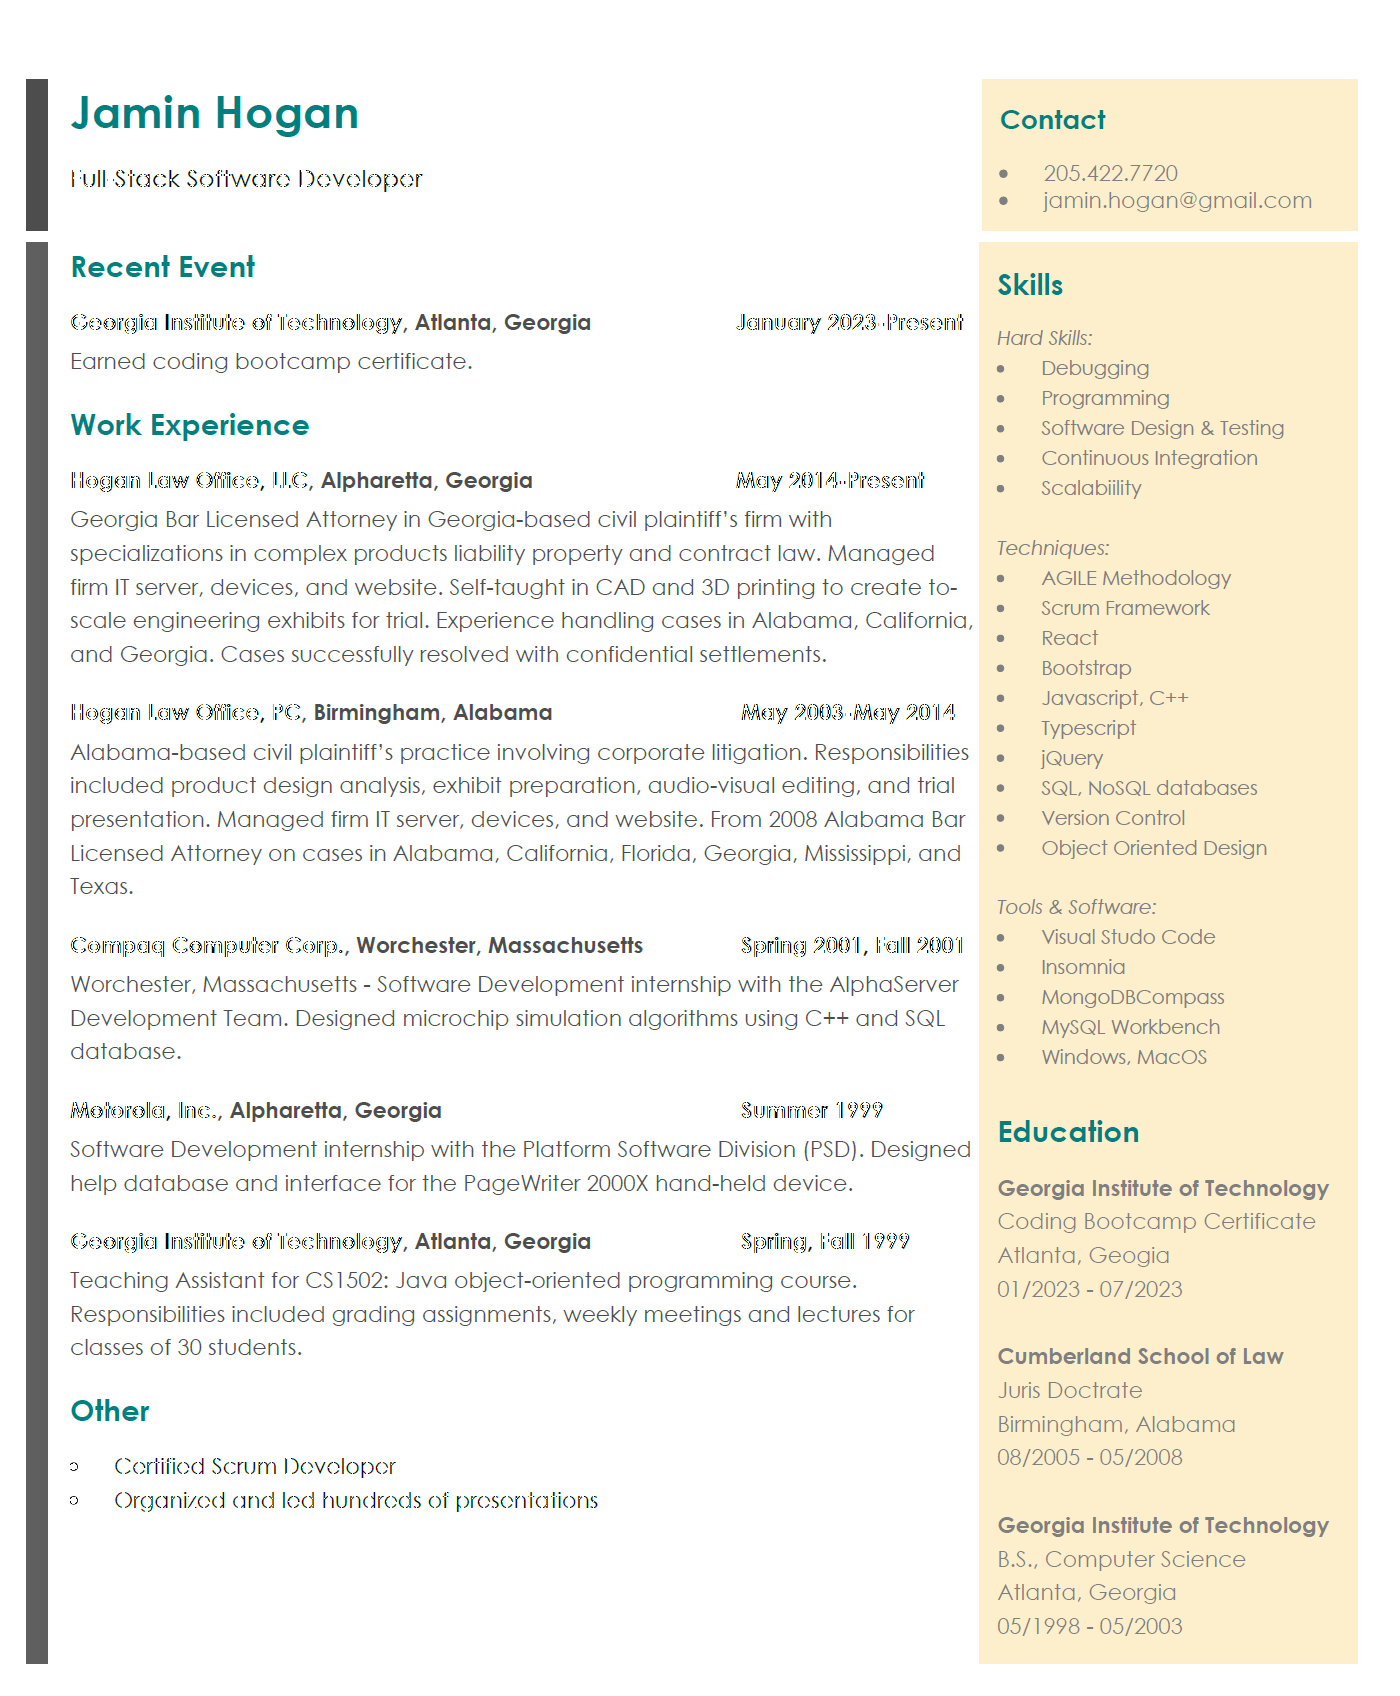 Jamin Hogan
Full-Stack Software Developer
Contact
• 205.422.7720
• jamin.hogan@gmail.com
Recent Event
Georgia Institute of Technology, Atlanta, Georgia January 2023-Present
Earned coding bootcamp certificate.
Work Experience
Hogan Law Office, LLC, Alpharetta, Georgia May 2014-Present
Georgia Bar Licensed Attorney in Georgia-based civil plaintiff’s firm with
specializations in complex products liability property and contract law. Managed
firm IT server, devices, and website. Self-taught in CAD and 3D printing to create to-
scale engineering exhibits for trial. Experience handling cases in Alabama, California,
and Georgia. Cases successfully resolved with confidential settlements.
Hogan Law Office, PC, Birmingham, Alabama May 2003-May 2014
Alabama-based civil plaintiff’s practice involving corporate litigation. Responsibilities
included product design analysis, exhibit preparation, audio-visual editing, and trial
presentation. Managed firm IT server, devices, and website. From 2008 Alabama Bar
Licensed Attorney on cases in Alabama, California, Florida, Georgia, Mississippi, and
Texas.
Compaq Computer Corp., Worchester, Massachusetts Spring 2001, Fall 2001
Worchester, Massachusetts - Software Development internship with the AlphaServer
Development Team. Designed microchip simulation algorithms using C++ and SQL
database.
Motorola, Inc., Alpharetta, Georgia Summer 1999
Software Development internship with the Platform Software Division (PSD). Designed
help database and interface for the PageWriter 2000X hand-held device.
Georgia Institute of Technology, Atlanta, Georgia Spring, Fall 1999
Teaching Assistant for CS1502: Java object-oriented programming course.
Responsibilities included grading assignments, weekly meetings and lectures for
classes of 30 students.
Other
○ Certified Scrum Developer
○ Organized and led hundreds of presentations
Skills
Hard Skills:
• Debugging
• Programming
• Software Design & Testing
• Continuous Integration
• Scalabiility
Techniques:
• AGILE Methodology
• Scrum Framework
• React
• Bootstrap
• Javascript, C++
• Typescript
• jQuery
• SQL, NoSQL databases
• Version Control
• Object Oriented Design
Tools & Software:
• Visual Studo Code
• Insomnia
• MongoDBCompass
• MySQL Workbench
• Windows, MacOS
Education
Georgia Institute of Technology
Coding Bootcamp Certificate
Atlanta, Geogia
01/2023 - 07/2023
Cumberland School of Law
Juris Doctrate
Birmingham, Alabama
08/2005 - 05/2008
Georgia Institute of Technology
B.S., Computer Science
Atlanta, Georgia
05/1998 - 05/2003